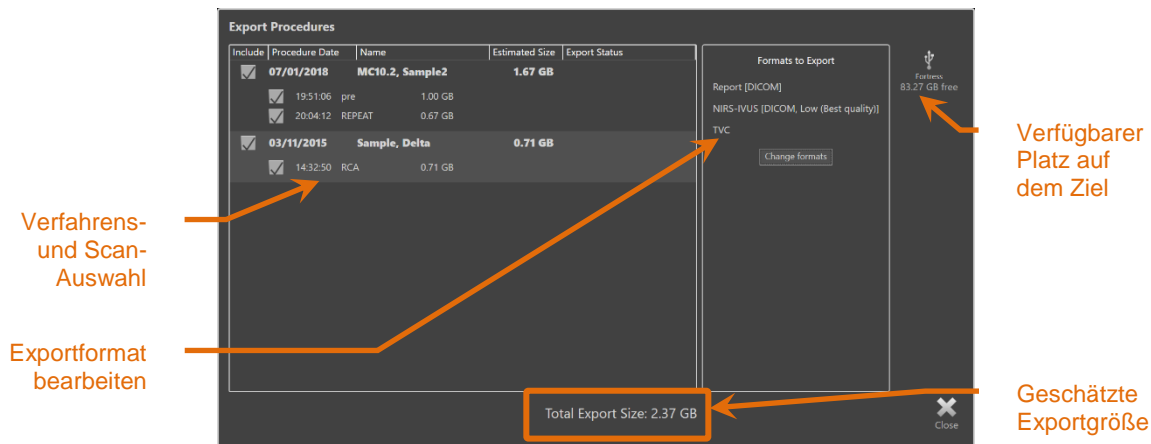 Export Procedures
Include Procedure Date Name Estimated Size Export Status
07/01/2018 MC10.2, Sample2 1.67 GB
19:51:06 pre 1.00 GB
20:04:12 REPEAT 0.67 GB
03/11/2015 Sample, Delta 0.71 GB
14:32:50 RCA 0.71 GB
Formats to Export
Report [DICOM]
NIRS-IVUS [DICOM, Low (Best quality)]
TVC
Change formats
Fortress
83.27 GB free
Verfügbarer
Platz auf
dem Ziel
Verfahrens-
und Scan-
Auswahl
Exportformat
bearbeiten
Total Export Size: 2.37 GB
Close
Geschätzte
Exportgröße